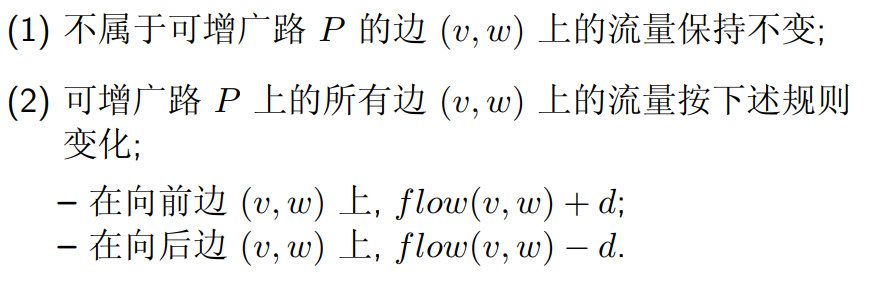 (1) 不属于可增广路 P 的边 (v, w) 上的流量保持不变;
(2) 可增广路 P 上的所有边 (v, w) 上的流量按下述规则
变化;
– 在向前边 (v, w) 上, flow(v, w) + d;
– 在向后边 (v, w) 上, flow(v, w) − d.